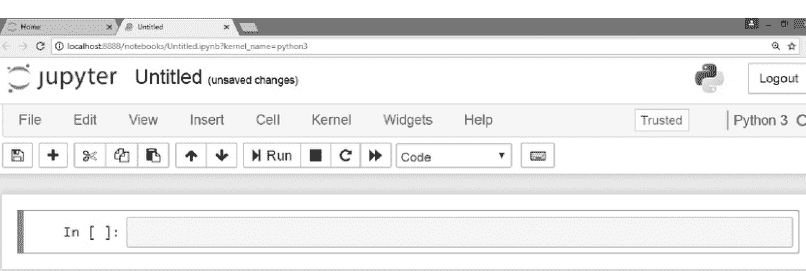 Home Untitled
localhost:8888/notebooks/Untitled.ipynb?kernel_name=python3
jupyter Untitled (unsaved changes) Logout
File Edit View Insert Cell Kernel Widgets Help Trusted Python 3
Run Code
In [ ]: